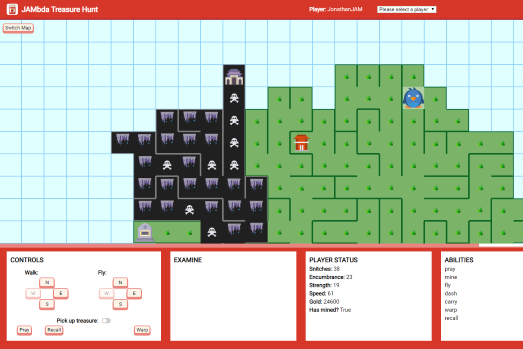 JAMbda Treasure Hunt
Player: JonathanJAM
Please select a player
Switch Map
CONTROLS
Walk:
Fly:
N
W
E
S
N
W
E
S
Pick up treasure:
Pray
Recall
Warp
EXAMINE
PLAYER STATUS
Snitches: 38
Encumbrance: 23
Strength: 19
Speed: 61
Gold: 24600
Has mined? True
ABILITIES
pray
mine
fly
dash
carry
warp
recall